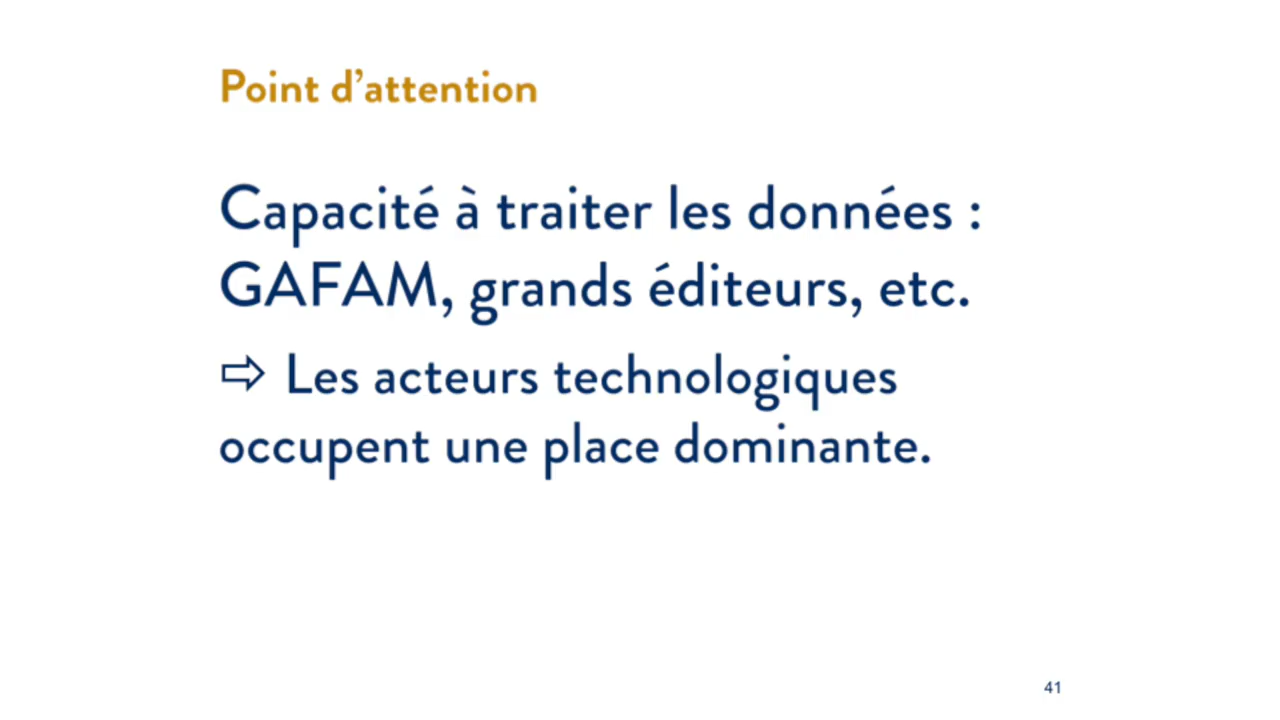 Point d’attention
Capacité à traiter les données :
GAFAM, grands éditeurs, etc.
⇨ Les acteurs technologiques
occupent une place dominante.
41